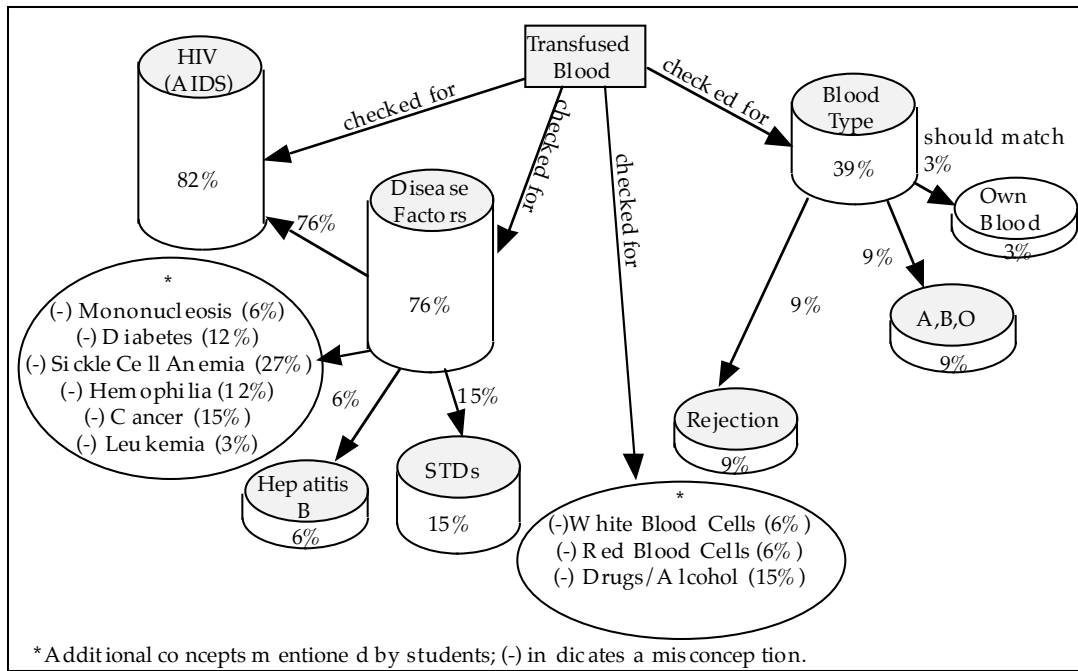 Transfused
Blood
checked for
checked for
checked for
checked for
HIV
(AIDS)
82%
76%
Disease
Factors
76%
*
(-) Mononucleosis (6%)
(-) Diabetes (12%)
(-) Sickle Cell Anemia (27%)
(-) Hemophilia (12%)
(-) Cancer (15%)
(-) Leukemia (3%)
6%
Hepatitis
B
6%
15%
STDs
15%
*
(-)White Blood Cells (6%)
(-) Red Blood Cells (6%)
(-) Drugs/Alcohol (15%)
Blood
Type
39%
should match
3%
Own
Blood
3%
9%
A,B,O
9%
9%
Rejection
9%
*Additional concepts mentioned by students; (-) indicates a misconception.